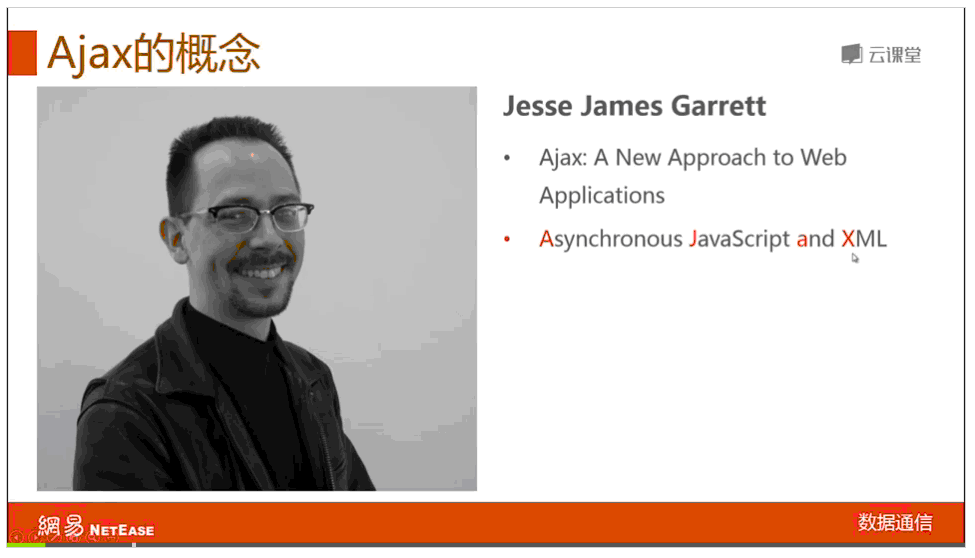 Ajax的概念
云课堂
Jesse James Garrett
• Ajax: A New Approach to Web
Applications
• Asynchronous JavaScript and XML
網易 NETEASE
数据通信